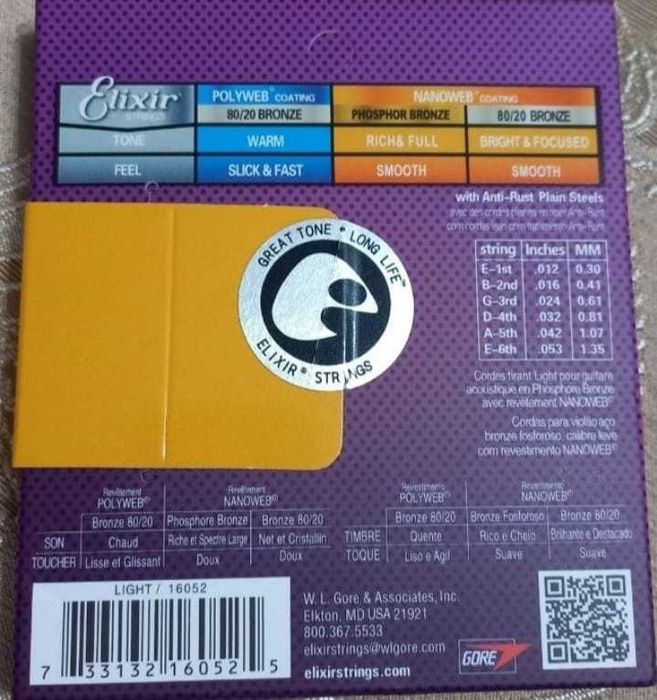 Elixir
STRINGS
POLYWEB™ COATING
NANOWEB™ COATING
80/20 BRONZE
PHOSPHOR BRONZE
80/20 BRONZE
TONE
WARM
RICH & FULL
BRIGHT & FOCUSED
FEEL
SLICK & FAST
SMOOTH
SMOOTH
with Anti-Rust Plain Steels
GREAT TONE • LONG LIFE™
ELIXIR® STRINGS
string Inches MM
E–1st .012 0.30
B–2nd .016 0.41
G–3rd .024 0.61
D–4th .032 0.81
A–5th .042 1.07
E–6th .053 1.35
Cordes tirant Light pour guitare
acoustique en Phosphore Bronze
avec revêtement NANOWEB®
Cordas para violão aço
bronze fosforoso, calibre leve
com revestimento NANOWEB®
Revêtement
POLYWEB®
Revêtement
NANOWEB®
Bronze 80/20 Phosphore Bronze Bronze 80/20
SON Chaud Riche et Spectre Large Net et Cristallin
TOUCHER Lisse et Glissant Doux Doux
Revestimento
POLYWEB®
Revestimento
NANOWEB®
Bronze 80/20 Bronze Fosforoso Bronze 80/20
TIMBRE Quente Rico e Cheio Brilhante e Destacado
TOQUE Liso e Ágil Suave Suave
LIGHT / 16052
7 33132 16052 5
W. L. Gore & Associates, Inc.
Elkton, MD USA 21921
800.367.5533
elixirstrings@wlgore.com
elixirstrings.com
GORE